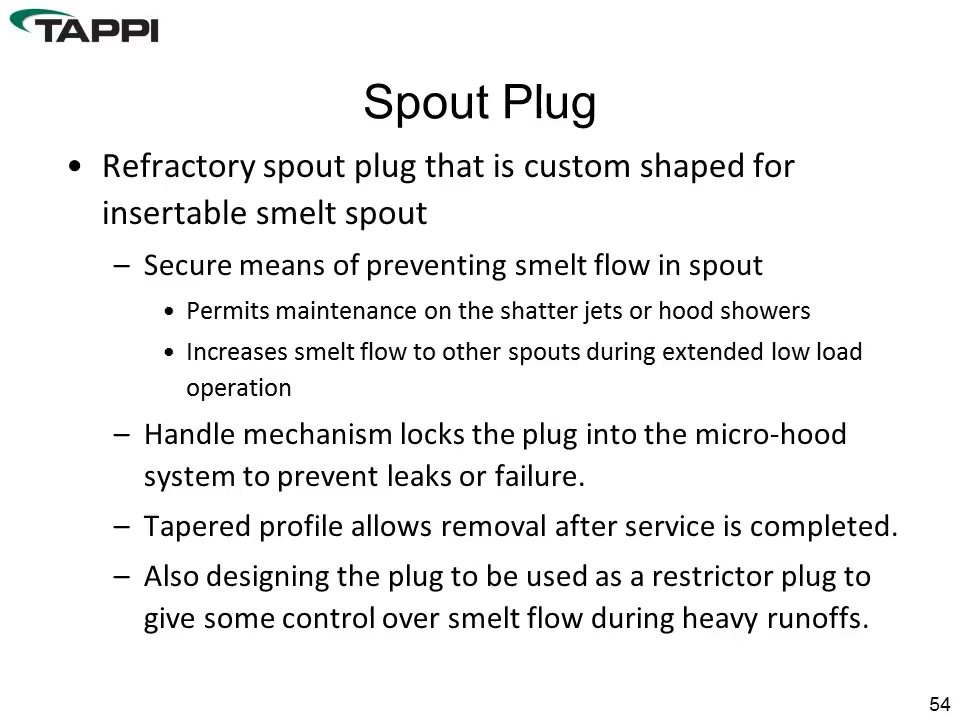 TAPPI
Spout Plug
• Refractory spout plug that is custom shaped for
insertable smelt spout
– Secure means of preventing smelt flow in spout
• Permits maintenance on the shatter jets or hood showers
• Increases smelt flow to other spouts during extended low load
operation
– Handle mechanism locks the plug into the micro-hood
system to prevent leaks or failure.
– Tapered profile allows removal after service is completed.
– Also designing the plug to be used as a restrictor plug to
give some control over smelt flow during heavy runoffs.
54